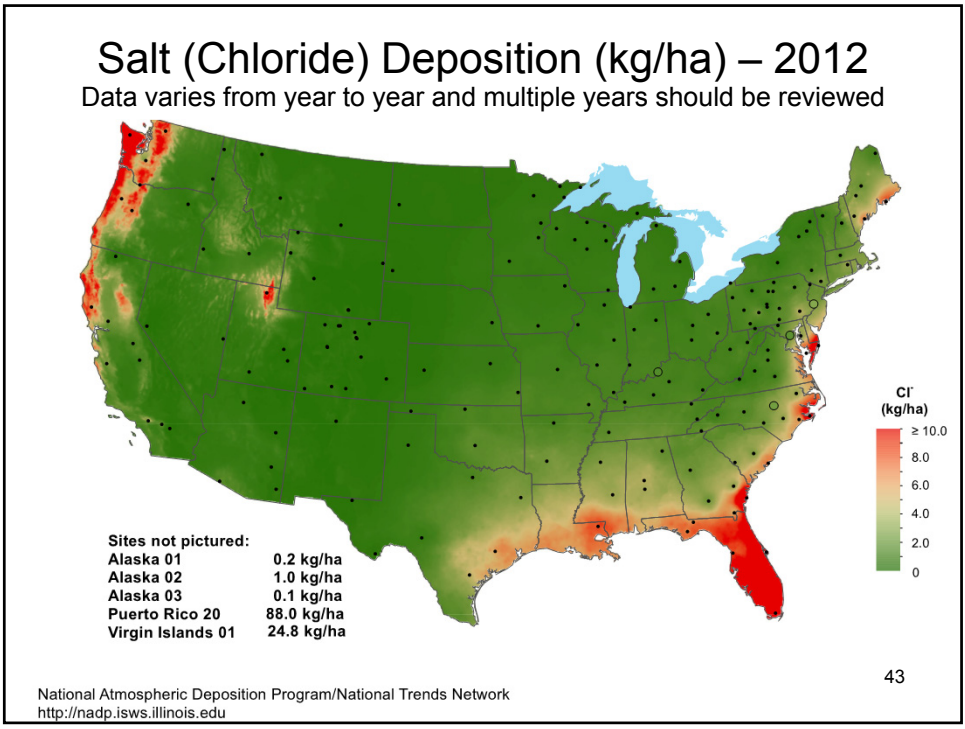 Salt (Chloride) Deposition (kg/ha) – 2012
Data varies from year to year and multiple years should be reviewed
Cl-
(kg/ha)
≥ 10.0
8.0
6.0
4.0
2.0
0
Sites not pictured:
Alaska 01 0.2 kg/ha
Alaska 02 1.0 kg/ha
Alaska 03 0.1 kg/ha
Puerto Rico 20 88.0 kg/ha
Virgin Islands 01 24.8 kg/ha
43
National Atmospheric Deposition Program/National Trends Network
http://nadp.isws.illinois.edu